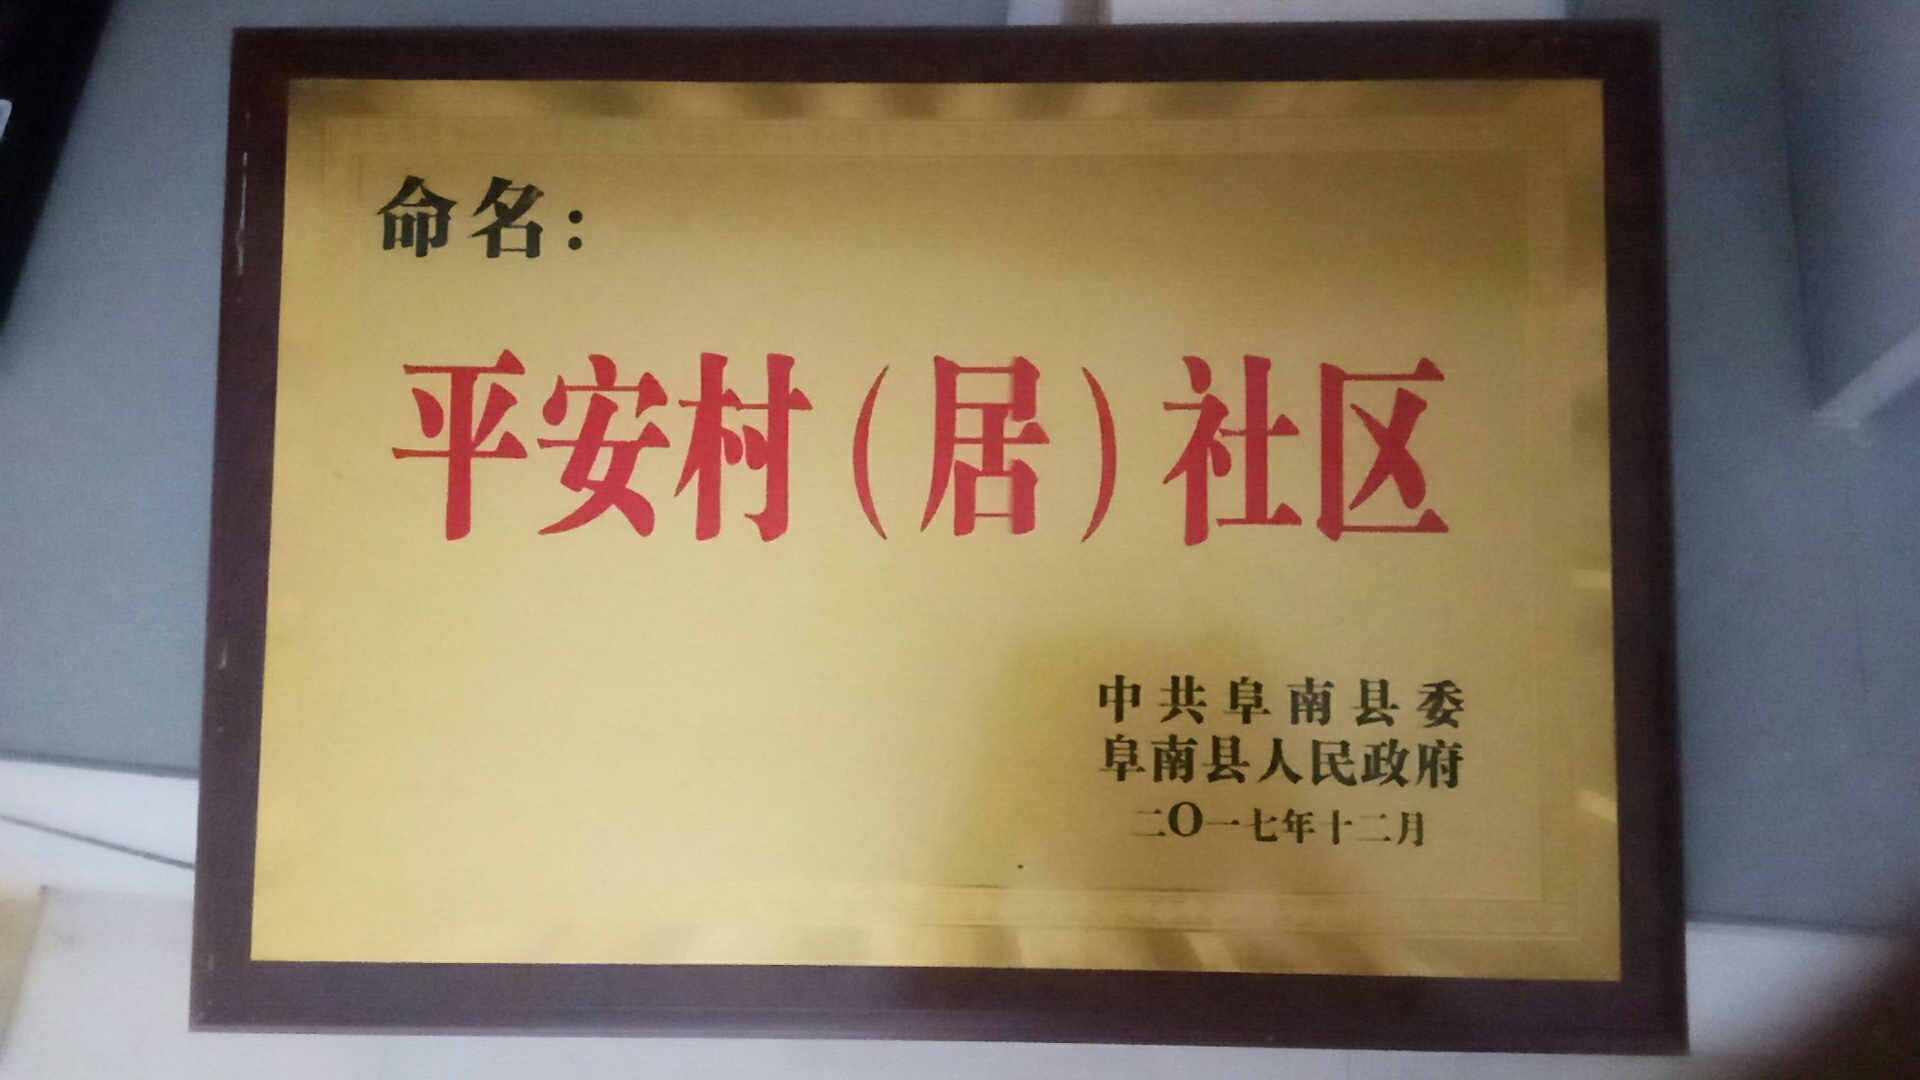 命名：
平安村（居）社区
中共阜南县委
阜南县人民政府
二〇一七年十二月